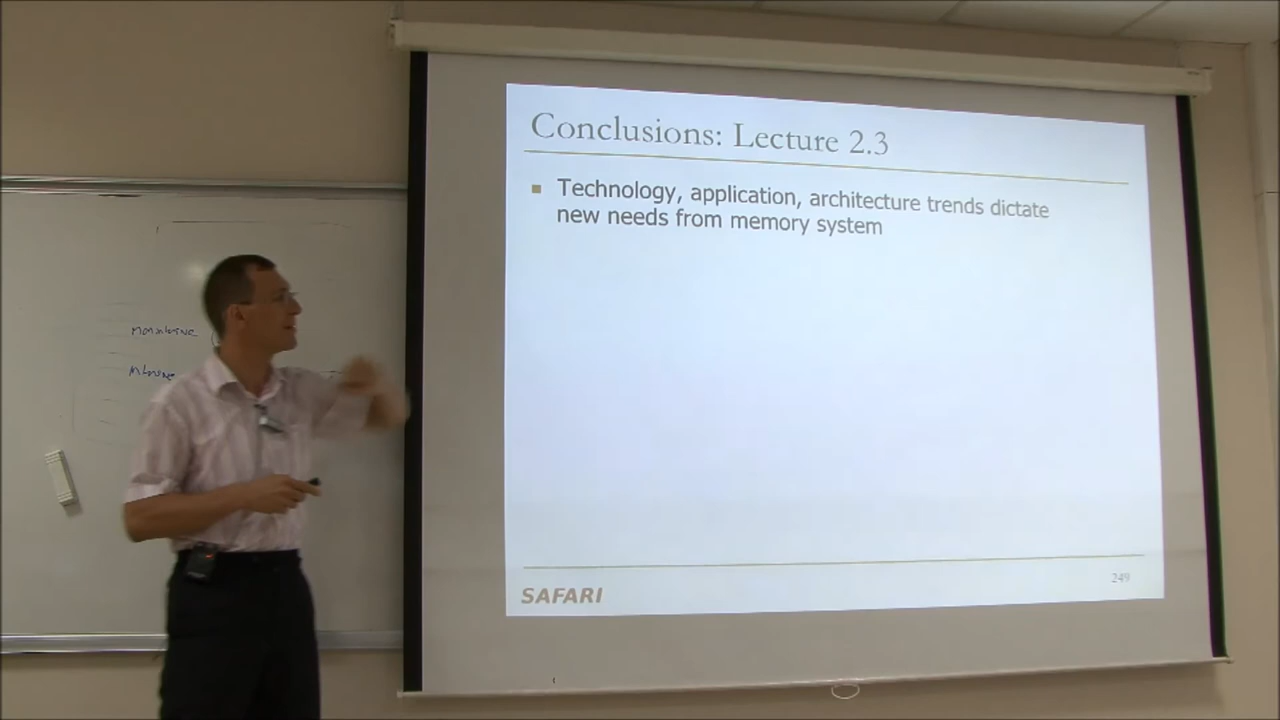 Conclusions: Lecture 2.3
Technology, application, architecture trends dictate
new needs from memory system
SAFARI
249